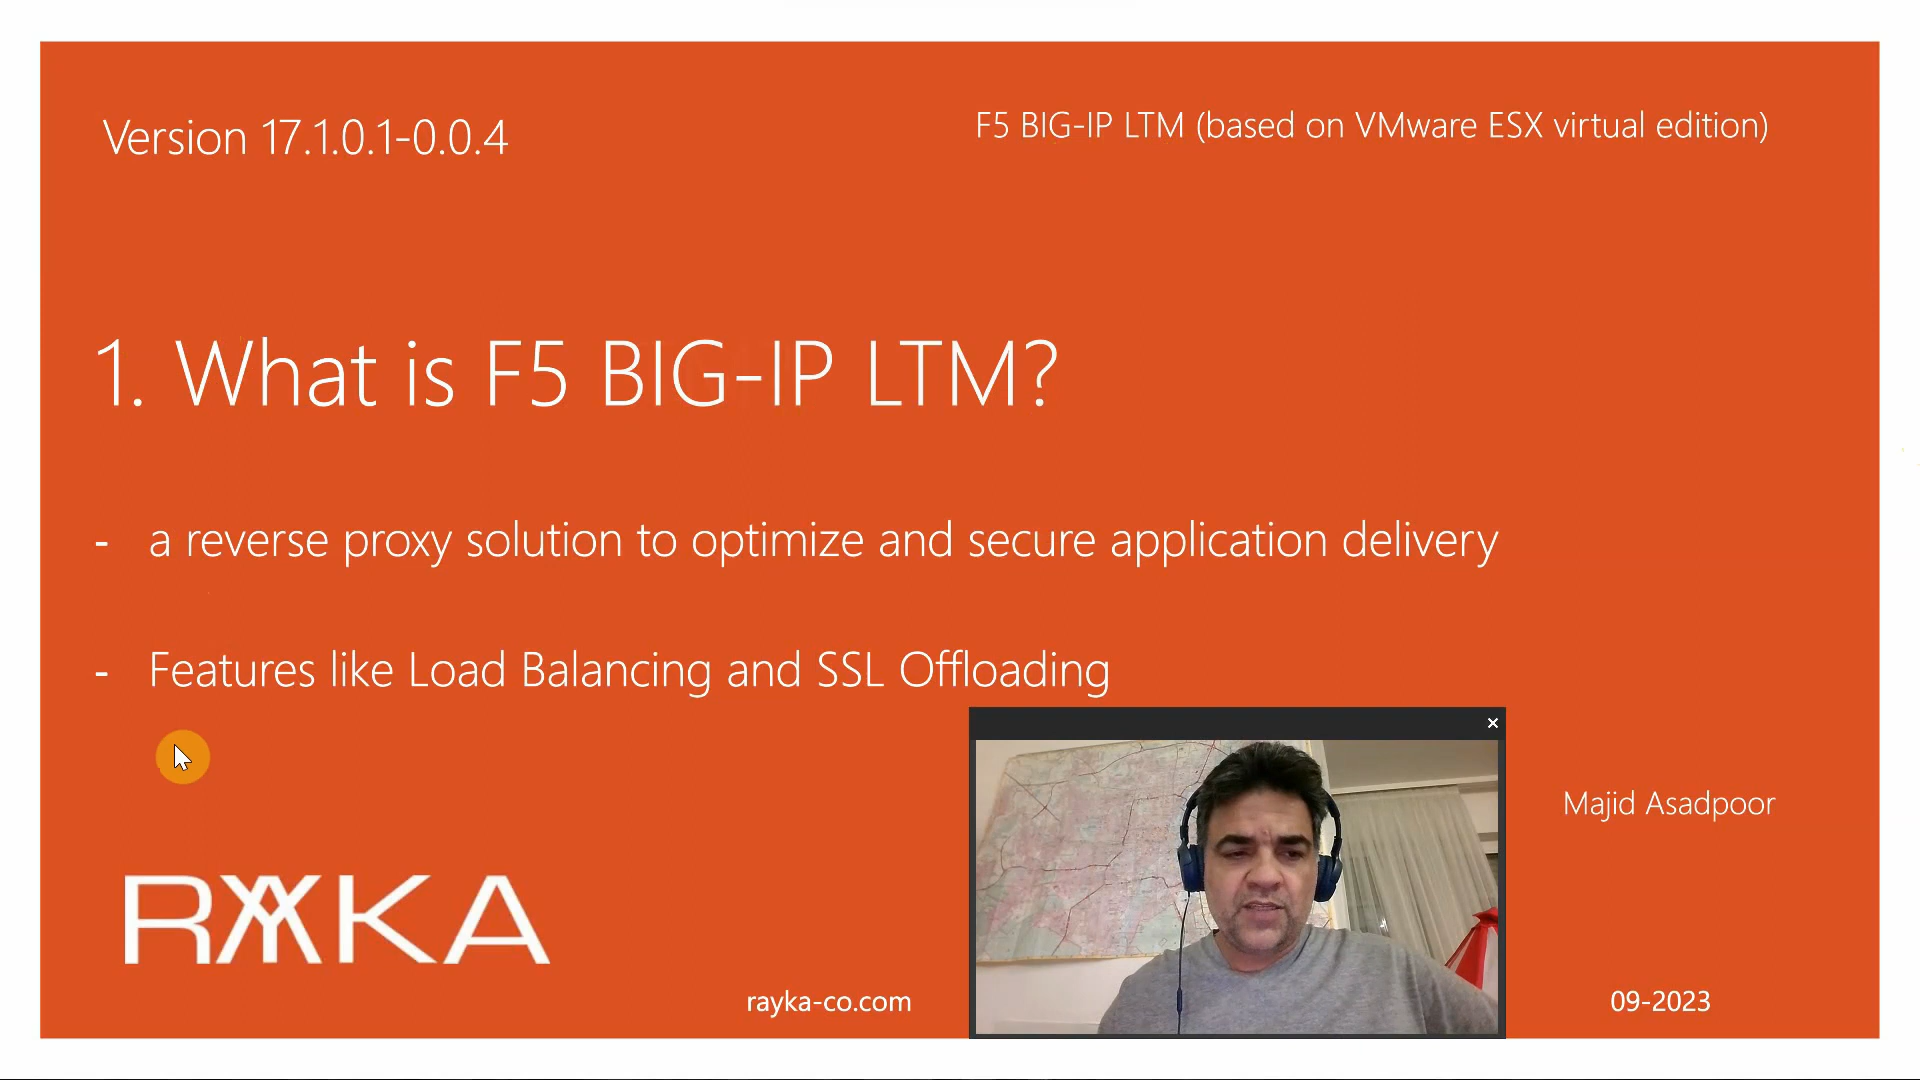 Version 17.1.0.1-0.0.4
F5 BIG-IP LTM (based on VMware ESX virtual edition)
1. What is F5 BIG-IP LTM?
- a reverse proxy solution to optimize and secure application delivery
- Features like Load Balancing and SSL Offloading
Majid Asadpoor
RAYKA
rayka-co.com
09-2023